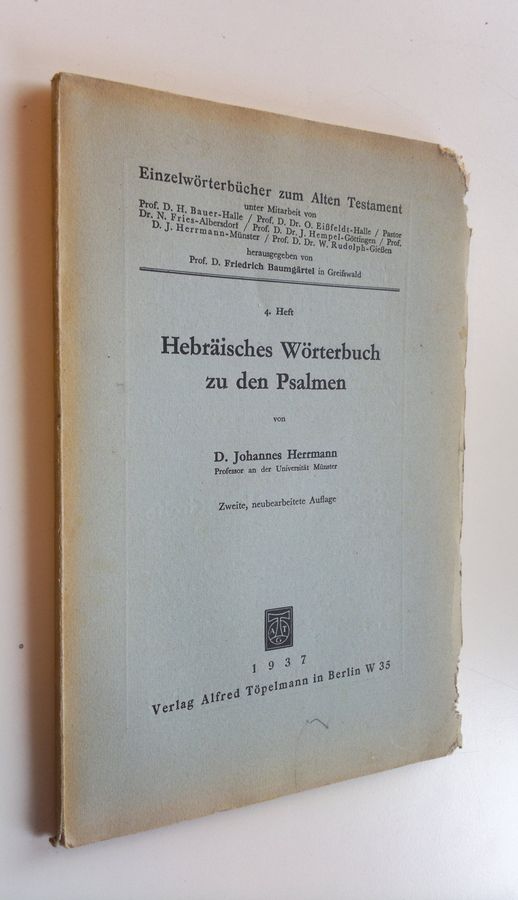 Einzelwörterbücher zum Alten Testament
unter Mitarbeit von
Prof. D. H. Bauer-Halle / Prof. D. Dr. O. Eißfeldt-Halle / Pastor
Dr. N. Fries-Albersdorf / Prof. D. Dr. J. Hempel-Göttingen / Prof.
D. J. Herrmann-Münster / Prof. D. Dr. W. Rudolph-Gießen
herausgegeben von
Prof. D. Friedrich Baumgärtel in Greifswald
4. Heft
Hebräisches Wörterbuch
zu den Psalmen
von
D. Johannes Herrmann
Professor an der Universität Münster
Zweite, neubearbeitete Auflage
1937
Verlag Alfred Töpelmann in Berlin W 35